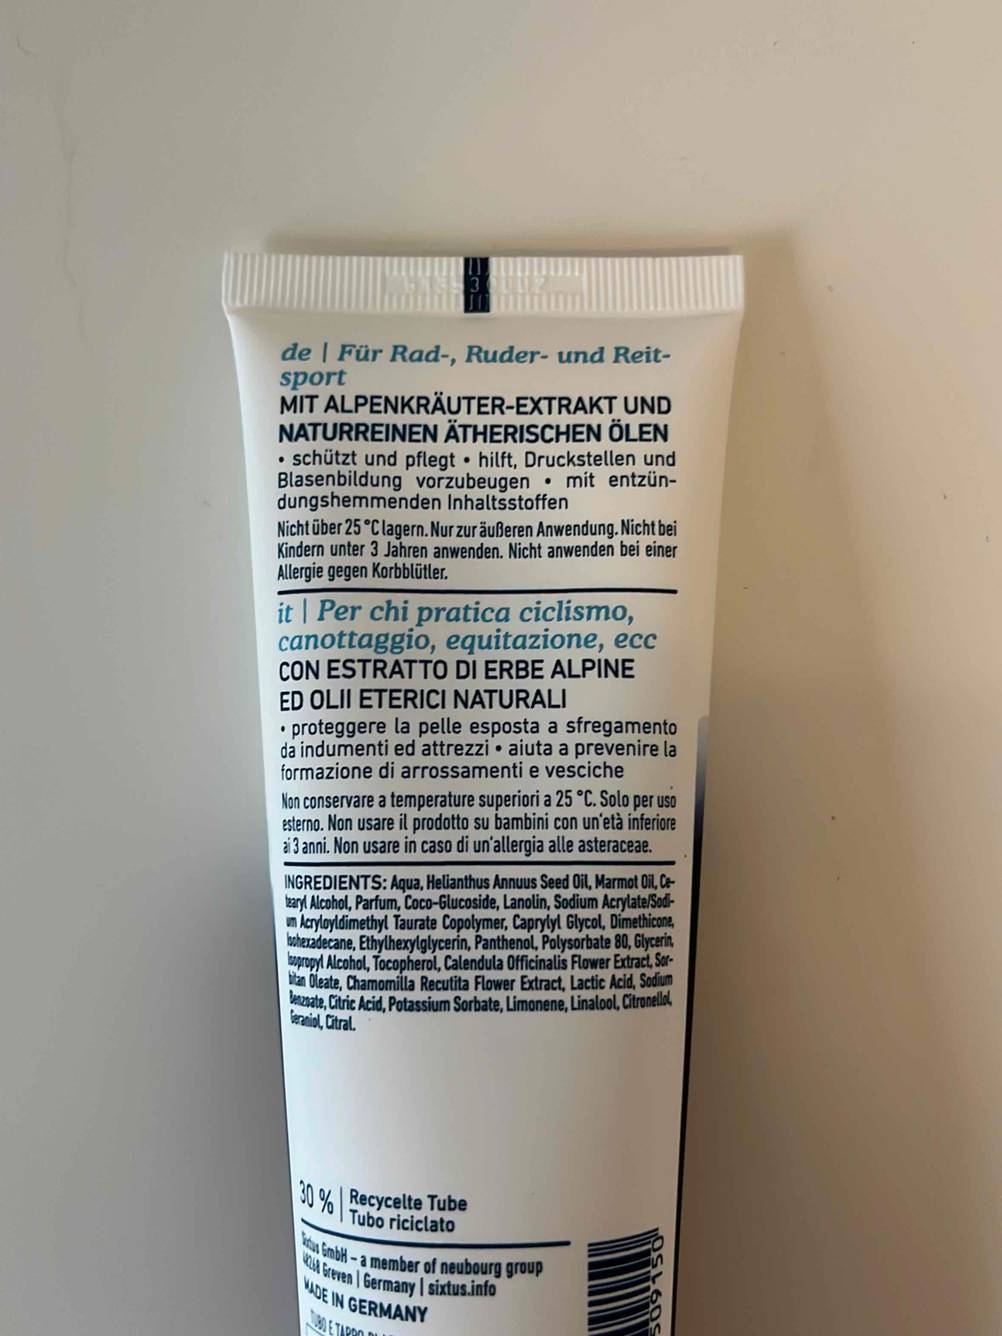 de | Für Rad-, Ruder- und Reit-
sport
MIT ALPENKRÄUTER-EXTRAKT UND
NATURREINEN ÄTHERISCHEN ÖLEN
• schützt und pflegt • hilft, Druckstellen und
Blasenbildung vorzubeugen • mit entzün-
dungshemmenden Inhaltsstoffen
Nicht über 25 °C lagern. Nur zur äußeren Anwendung. Nicht bei
Kindern unter 3 Jahren anwenden. Nicht anwenden bei einer
Allergie gegen Korbblütler.
it | Per chi pratica ciclismo,
canottaggio, equitazione, ecc
CON ESTRATTO DI ERBE ALPINE
ED OLII ETERICI NATURALI
• proteggere la pelle esposta a sfregamento
da indumenti ed attrezzi • aiuta a prevenire la
formazione di arrossamenti e vesciche
Non conservare a temperature superiori a 25 °C. Solo per uso
esterno. Non usare il prodotto su bambini con un'età inferiore
ai 3 anni. Non usare in caso di un'allergia alle asteraceae.
INGREDIENTS: Aqua, Helianthus Annuus Seed Oil, Marmot Oil, Ce-
tearyl Alcohol, Parfum, Coco-Glucoside, Lanolin, Sodium Acrylate/Sodi-
um Acryloyldimethyl Taurate Copolymer, Caprylyl Glycol, Dimethicone,
Isohexadecane, Ethylhexylglycerin, Panthenol, Polysorbate 80, Glycerin,
Isopropyl Alcohol, Tocopherol, Calendula Officinalis Flower Extract, Sor-
bitan Oleate, Chamomilla Recutita Flower Extract, Lactic Acid, Sodium
Benzoate, Citric Acid, Potassium Sorbate, Limonene, Linalool, Citronellol,
Geraniol, Citral.
30 % | Recycelte Tube
Tubo riciclato
Sixtus GmbH – a member of neubourg group
48268 Greven | Germany | sixtus.info
MADE IN GERMANY
TUBO E TAPPO
509150